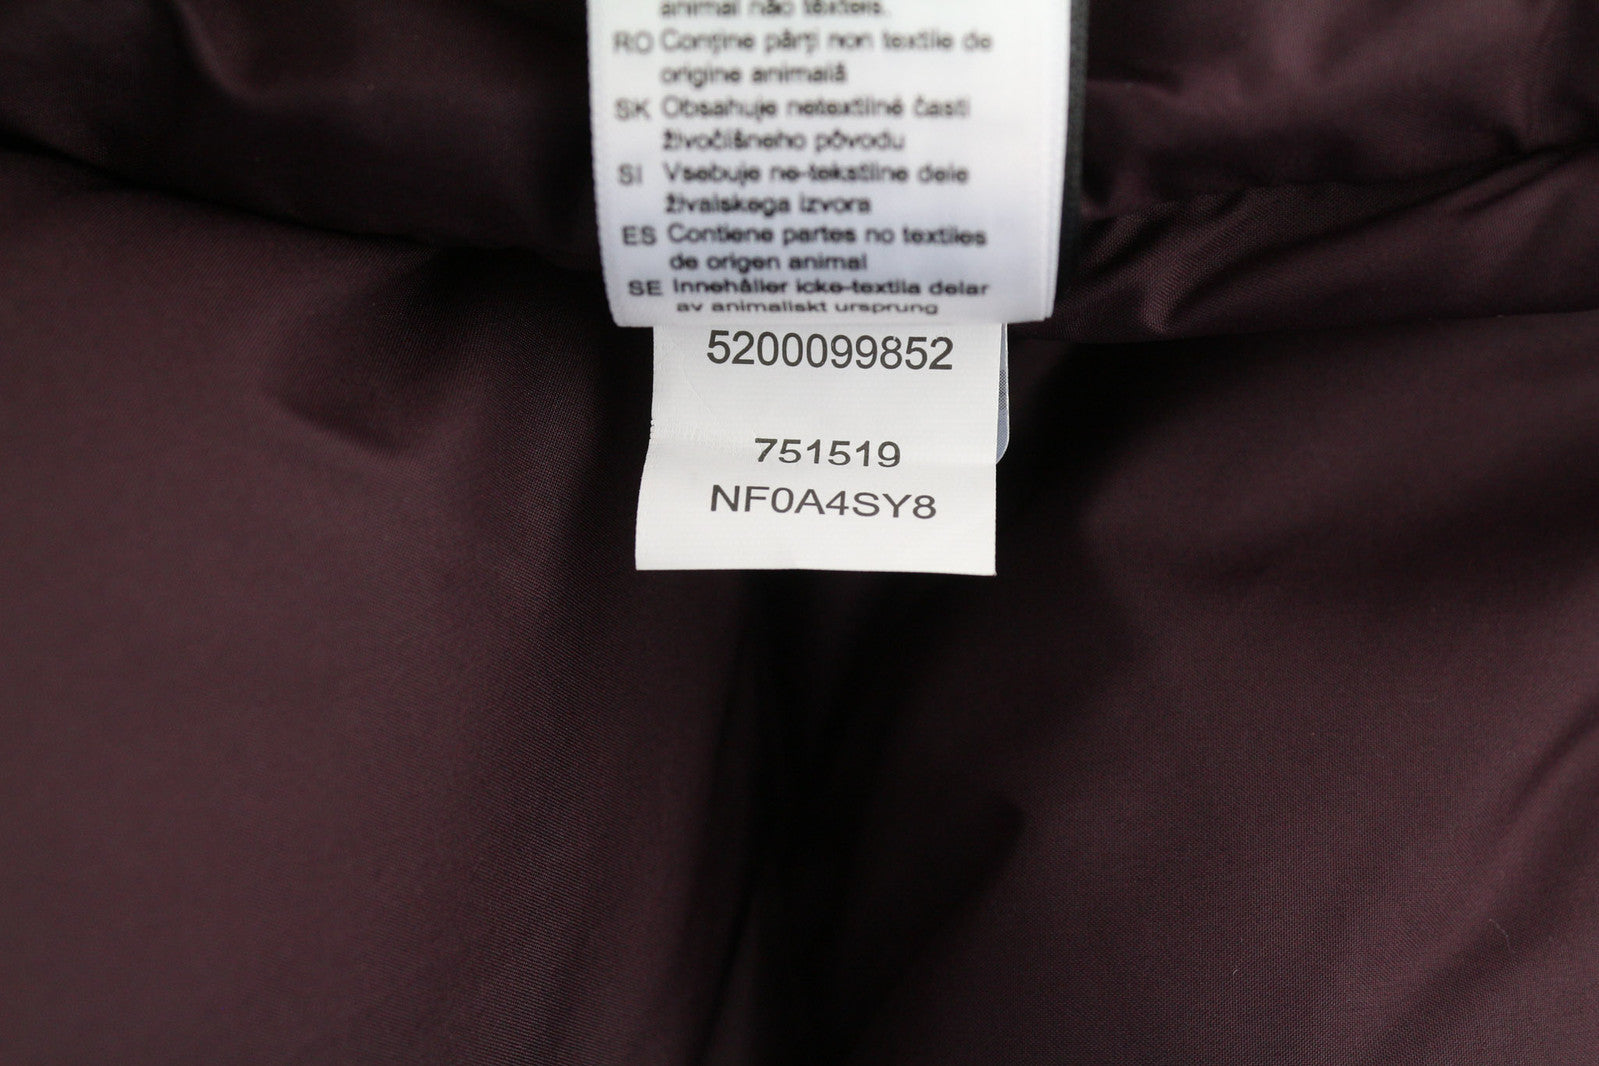 animal não têxteis.
RO Conţine părţi non textile de
origine animală
SK Obsahuje netextilné časti
živočíšneho pôvodu
SI Vsebuje ne-tekstilne dele
živalskega izvora
ES Contiene partes no textiles
de origen animal
SE Innehåller icke-textila delar
av animaliskt ursprung
5200099852
751519
NF0A4SY8